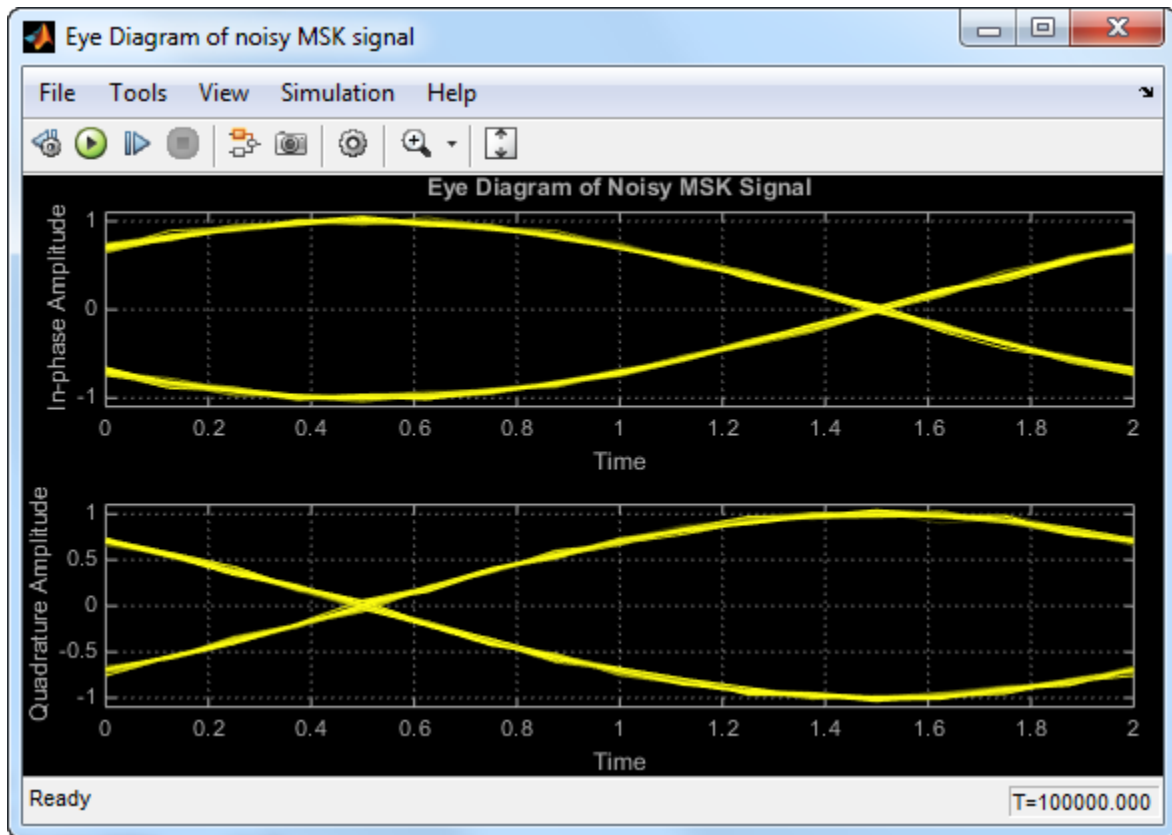 Eye Diagram of noisy MSK signal
File Tools View Simulation Help
Eye Diagram of Noisy MSK Signal
In-phase Amplitude
1
0
-1
0 0.2 0.4 0.6 0.8 1 1.2 1.4 1.6 1.8 2
Time
Quadrature Amplitude
1
0.5
0
-0.5
-1
0 0.2 0.4 0.6 0.8 1 1.2 1.4 1.6 1.8 2
Time
Ready T=100000.000